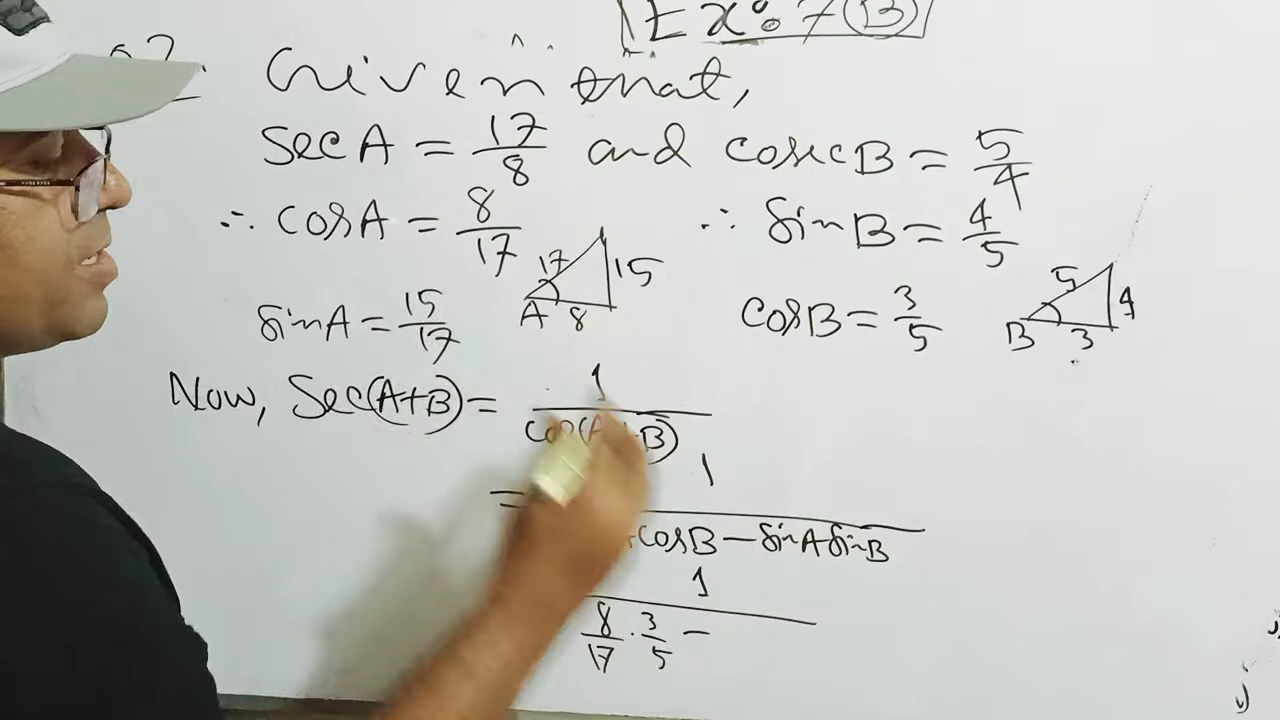 Ex: 7(B)
Given that,
secA = 17/8 and cosecB = 5/4
∴ cosA = 8/17 ∴ sinB = 4/5
17 15 A 8
5 4 B 3
sinA = 15/17 cosB = 3/5
Now, Sec(A+B) = 1/cos(A+B)
= 1/cosB - sinA sinB
1/8/17 · 3/5 -